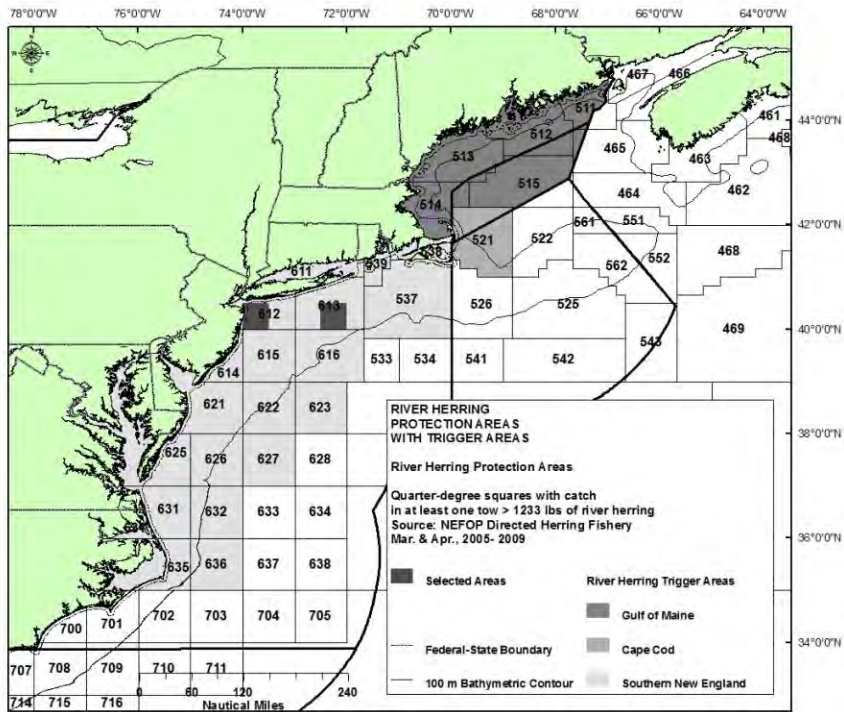 78°0'0"W 76°0'0"W 74°0'0"W 72°0'0"W 70°0'0"W 68°0'0"W 66°0'0"W 64°0'0"W
467 466
511
461
44°0'0"N
512
468
513
465
463
515
464
462
514
42°0'0"N
561 551
521 522
538
552
468
539
562
611
613
537
526 525
612
40°0'0"N
543
469
615 616
533 534 541 542
614
621 622 623
RIVER HERRING
PROTECTION AREAS
WITH TRIGGER AREAS
38°0'0"N
625 626 627 628
River Herring Protection Areas
Quarter-degree squares with catch
in at least one tow > 1233 lbs of river herring
Source: NEFOP Directed Herring Fishery
Mar. & Apr., 2005- 2009
631 632 633 634
36°0'0"N
635 636 637 638
Selected Areas
River Herring Trigger Areas
Gulf of Maine
700 701 702 703 704 705
Federal-State Boundary
Cape Cod
34°0'0"N
707 708 709 710 711
100 m Bathymetric Contour
Southern New England
0 60 120 240
714 715 716
Nautical Miles